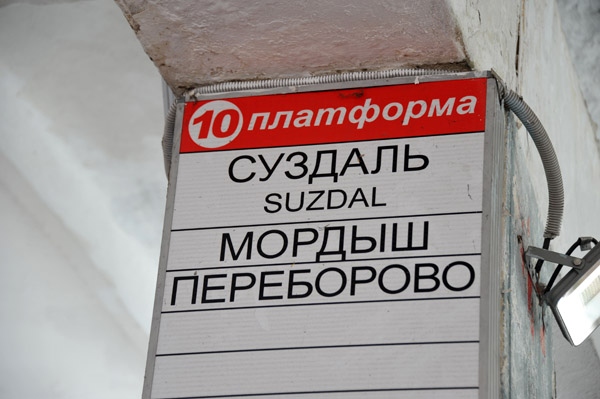 10 платформа
СУЗДАЛЬ
SUZDAL
МОРДЫШ
ПЕРЕБОРОВО